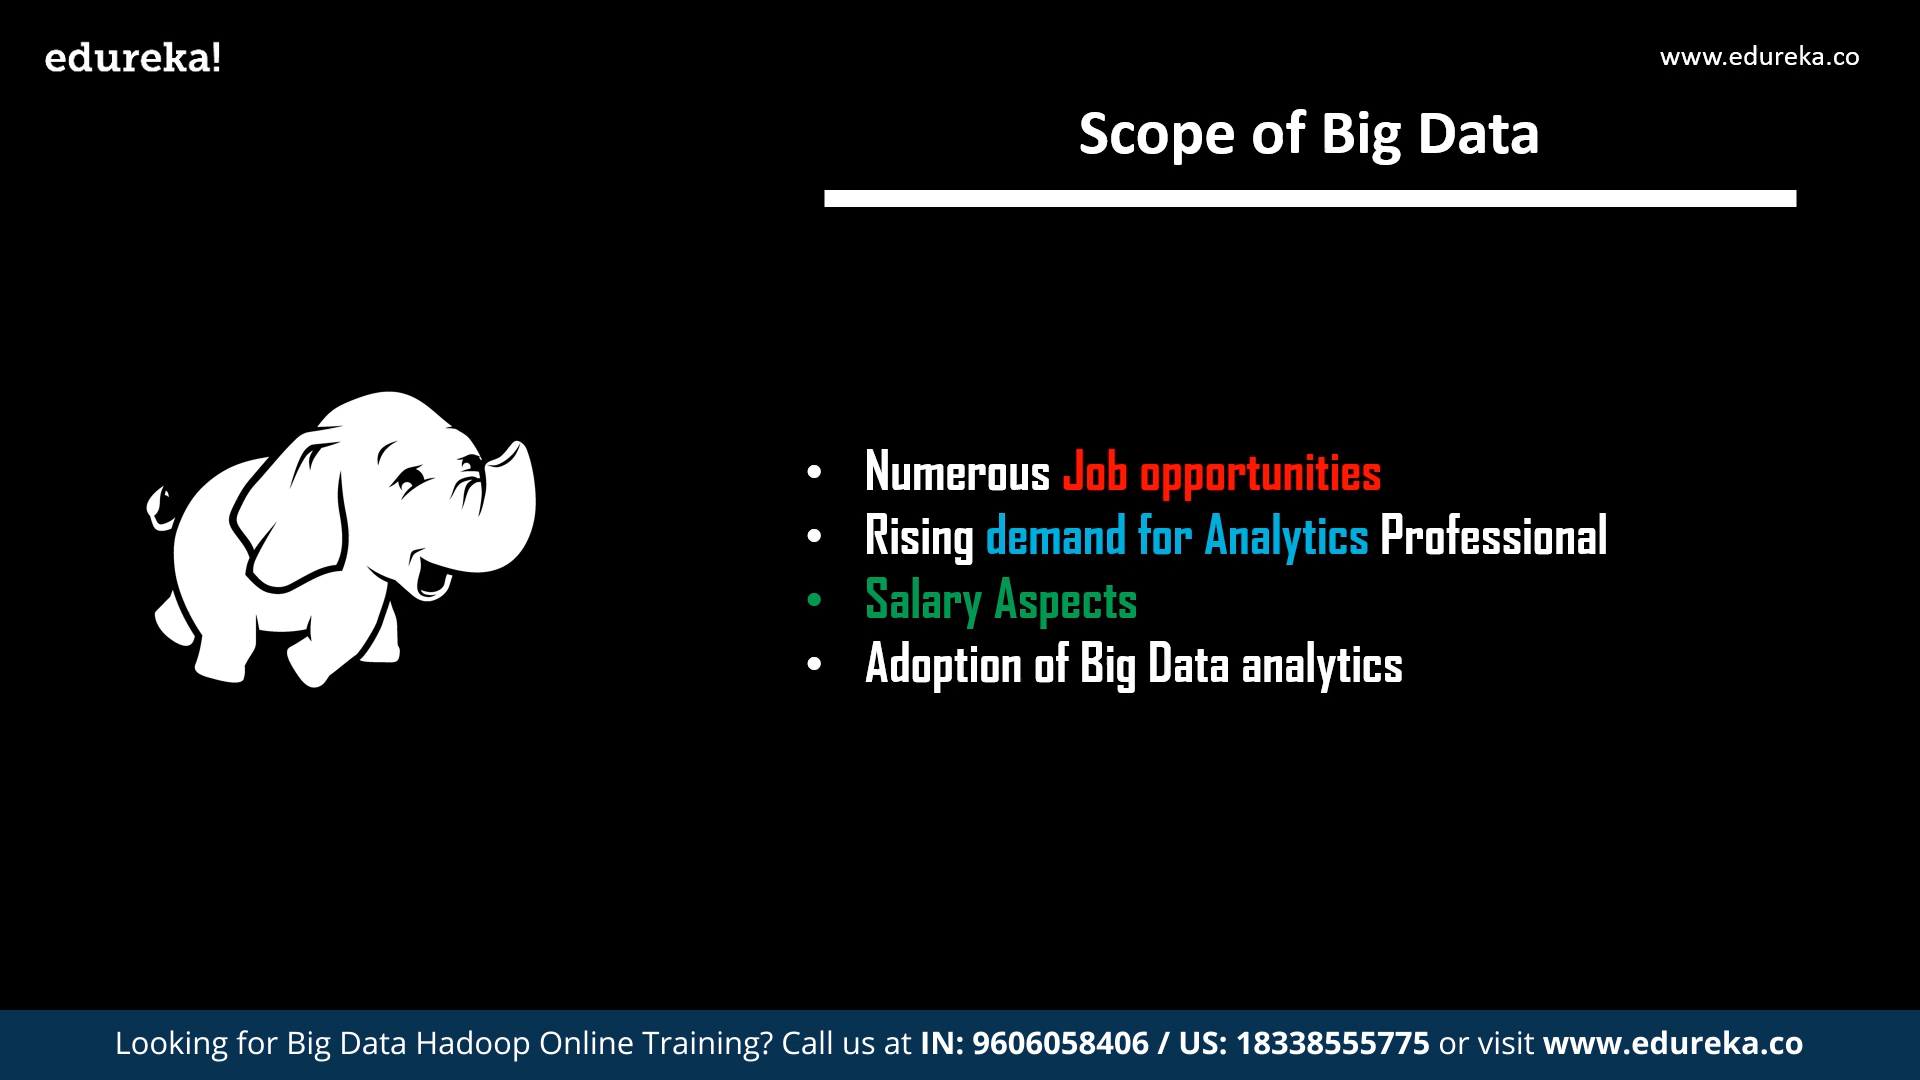 edureka!
www.edureka.co
Scope of Big Data
• Numerous Job opportunities
• Rising demand for Analytics Professional
• Salary Aspects
• Adoption of Big Data analytics
Looking for Big Data Hadoop Online Training? Call us at IN: 9606058406 / US: 18338555775 or visit www.edureka.co